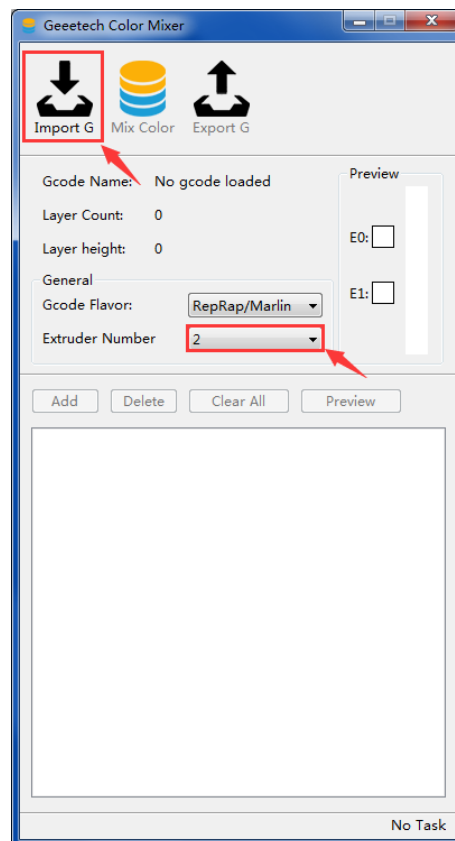 Geeetech Color Mixer
Import G Mix Color Export G
Gcode Name: No gcode loaded
Layer Count: 0
Layer height: 0
Preview
E0:
E1:
General
Gcode Flavor: RepRap/Marlin
Extruder Number 2
Add Delete Clear All Preview
No Task